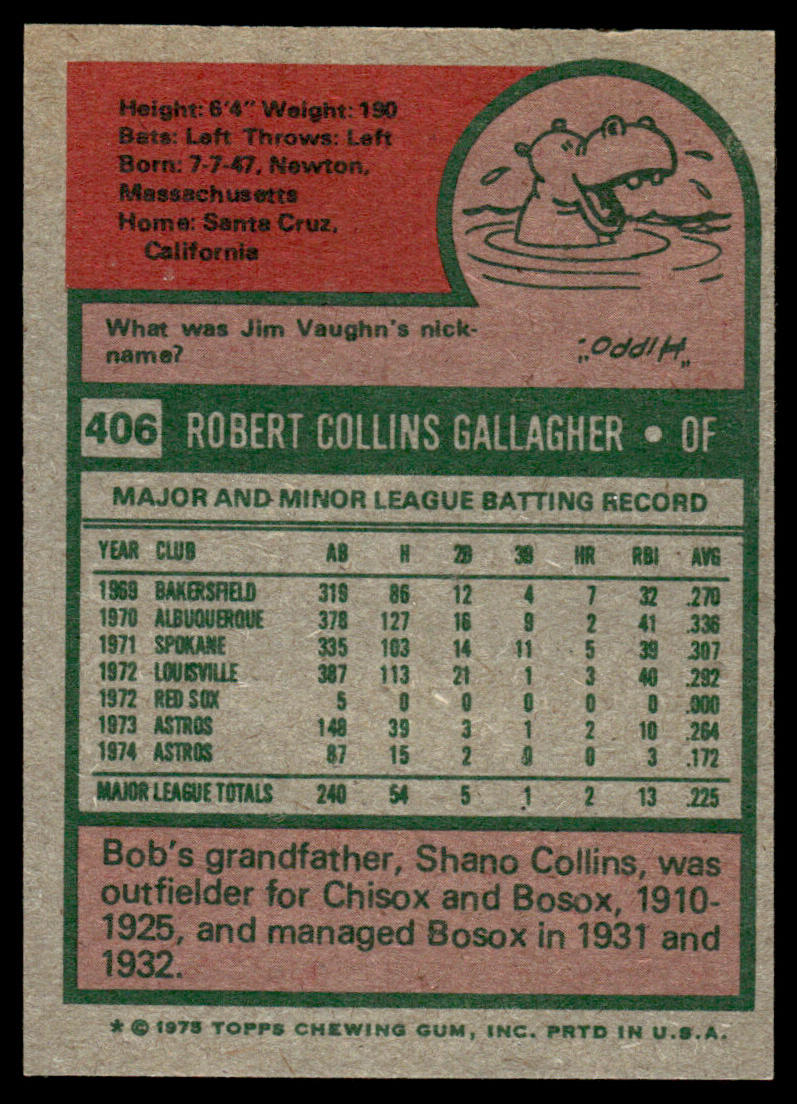 Height: 6'4" Weight: 190
Bats: Left Throws: Left
Born: 7-7-47, Newton,
Massachusetts
Home: Santa Cruz,
California
What was Jim Vaughn's nick-
name?
"Hippo."
406 ROBERT COLLINS GALLAGHER • OF
MAJOR AND MINOR LEAGUE BATTING RECORD
YEAR CLUB AB H 2B 3B HR RBI AVG
1969 BAKERSFIELD 319 86 12 4 7 32 .270
1970 ALBUQUERQUE 378 127 16 9 2 41 .336
1971 SPOKANE 335 103 14 11 5 39 .307
1972 LOUISVILLE 387 113 21 1 3 40 .292
1972 RED SOX 5 0 0 0 0 0 .000
1973 ASTROS 148 39 3 1 2 10 .264
1974 ASTROS 87 15 2 0 0 3 .172
MAJOR LEAGUE TOTALS 240 54 5 1 2 13 .225
Bob's grandfather, Shano Collins, was
outfielder for Chisox and Bosox, 1910-
1925, and managed Bosox in 1931 and
1932.
* © 1975 TOPPS CHEWING GUM, INC. PRTD IN U.S.A.